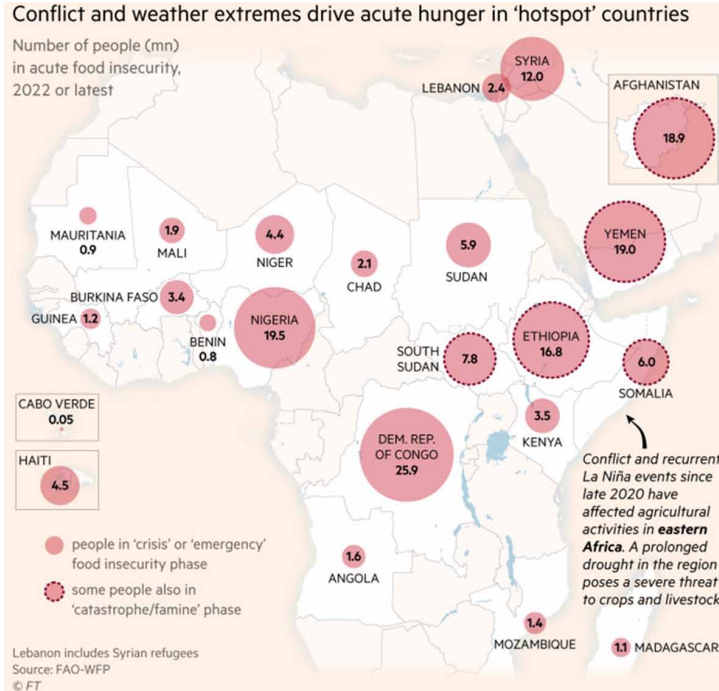 Conflict and weather extremes drive acute hunger in ‘hotspot’ countries
Number of people (mn)
in acute food insecurity,
2022 or latest
SYRIA
12.0
LEBANON 2.4
AFGHANISTAN
18.9
MAURITANIA
0.9
1.9
MALI
4.4
NIGER
2.1
CHAD
5.9
SUDAN
YEMEN
19.0
BURKINA FASO 3.4
GUINEA 1.2
BENIN
0.8
NIGERIA
19.5
SOUTH
SUDAN
7.8
ETHIOPIA
16.8
6.0
SOMALIA
CABO VERDE
0.05
HAITI
4.5
DEM. REP.
OF CONGO
25.9
3.5
KENYA
Conflict and recurrent
La Niña events since
late 2020 have
affected agricultural
activities in eastern
Africa. A prolonged
drought in the region
poses a severe threat
to crops and livestock
people in ‘crisis’ or ‘emergency’
food insecurity phase
some people also in
‘catastrophe/famine’ phase
1.6
ANGOLA
1.4
MOZAMBIQUE
1.1 MADAGASCAR
Lebanon includes Syrian refugees
Source: FAO-WFP
© FT